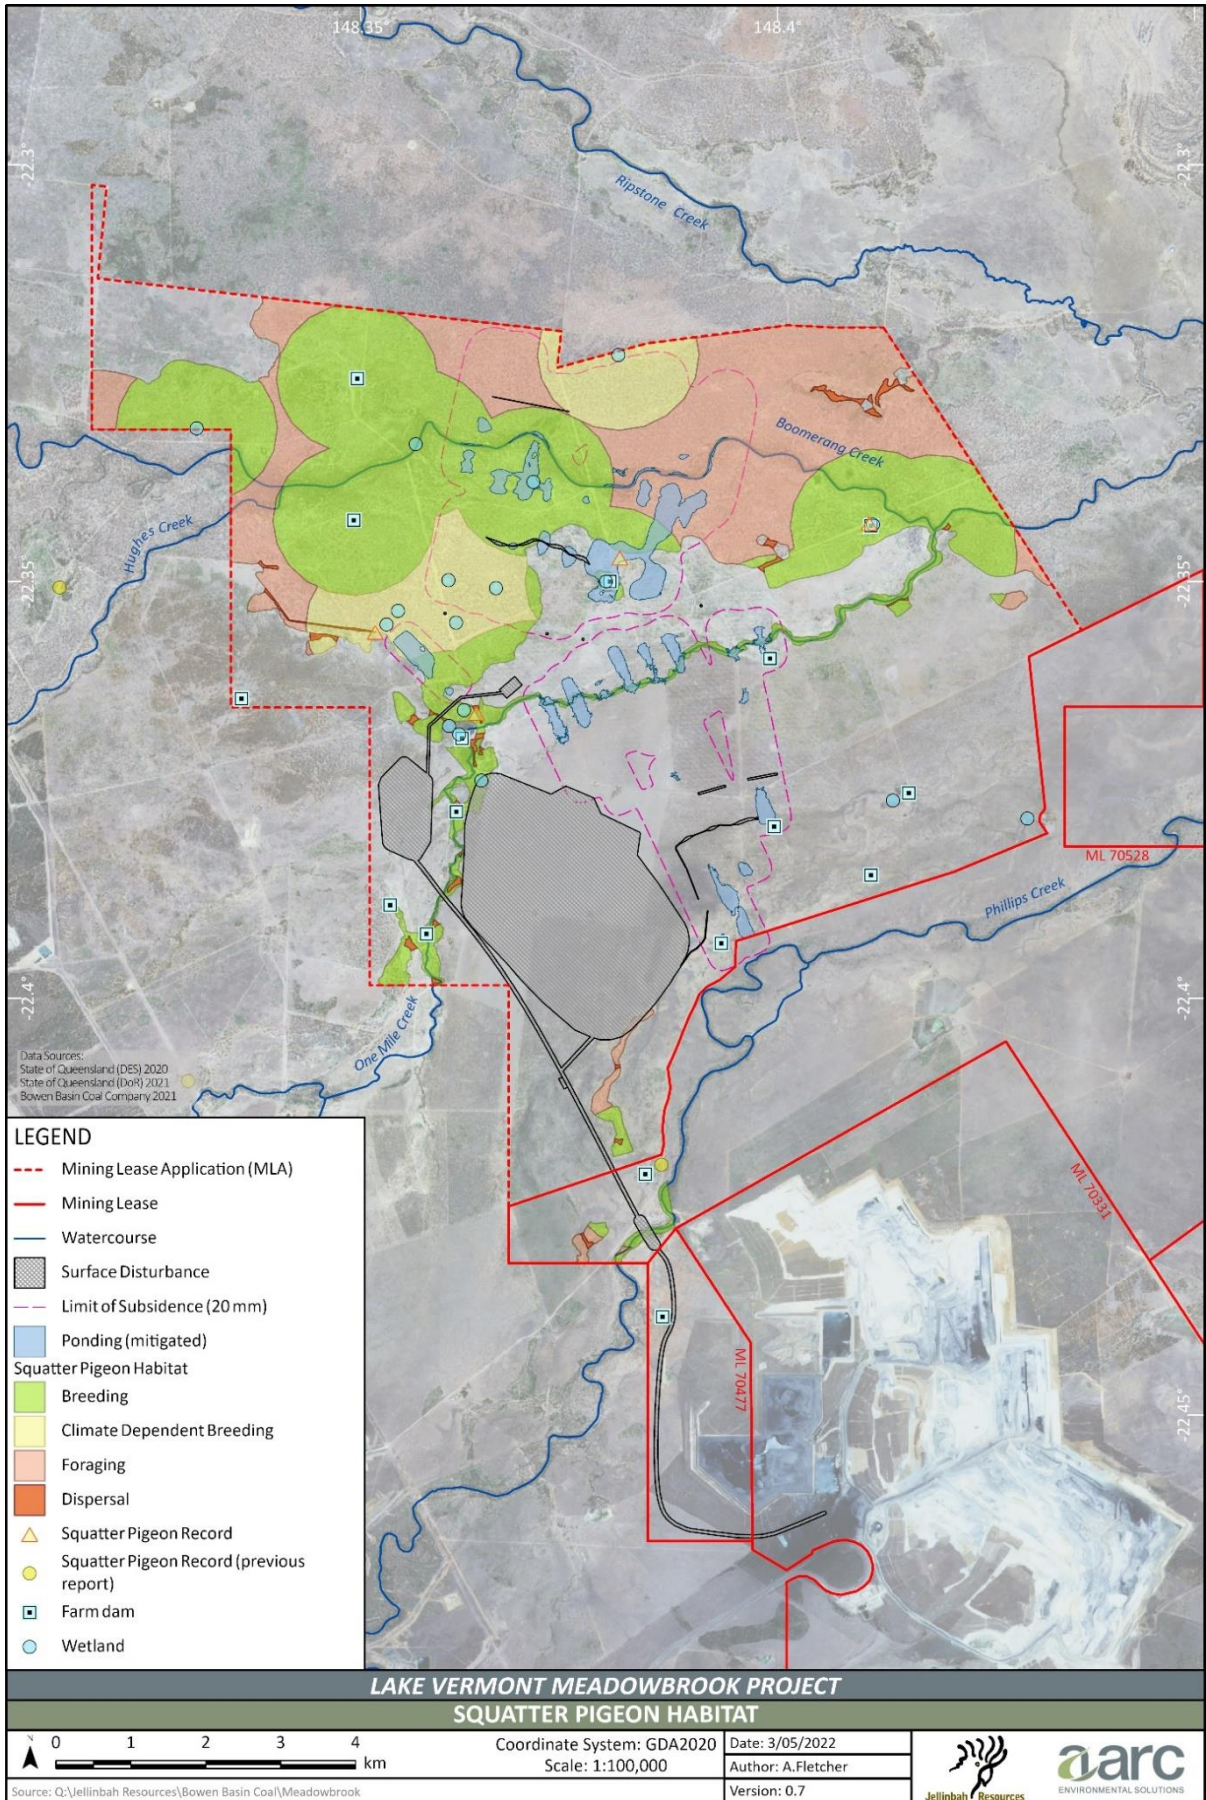 148.35°
148.4°
-22.3°
-22.3°
Ripstone Creek
Boomerang Creek
Hughes Creek
-22.35°
-22.35°
ML 70528
Phillips Creek
-22.4°
-22.4°
One Mile Creek
Data Sources:
State of Queensland (DES) 2020
State of Queensland (DoR) 2021
Bowen Basin Coal Company 2021
ML 70331
ML 70477
-22.45°
LEGEND
Mining Lease Application (MLA)
Mining Lease
Watercourse
Surface Disturbance
Limit of Subsidence (20 mm)
Ponding (mitigated)
Squatter Pigeon Habitat
Breeding
Climate Dependent Breeding
Foraging
Dispersal
Squatter Pigeon Record
Squatter Pigeon Record (previous
report)
Farm dam
Wetland
LAKE VERMONT MEADOWBROOK PROJECT
SQUATTER PIGEON HABITAT
N
0 1 2 3 4
km
Coordinate System: GDA2020
Scale: 1:100,000
Date: 3/05/2022
Author: A.Fletcher
Version: 0.7
Source: Q:\Jellinbah Resources\Bowen Basin Coal\Meadowbrook
Jellinbah Resources
aarc
ENVIRONMENTAL SOLUTIONS